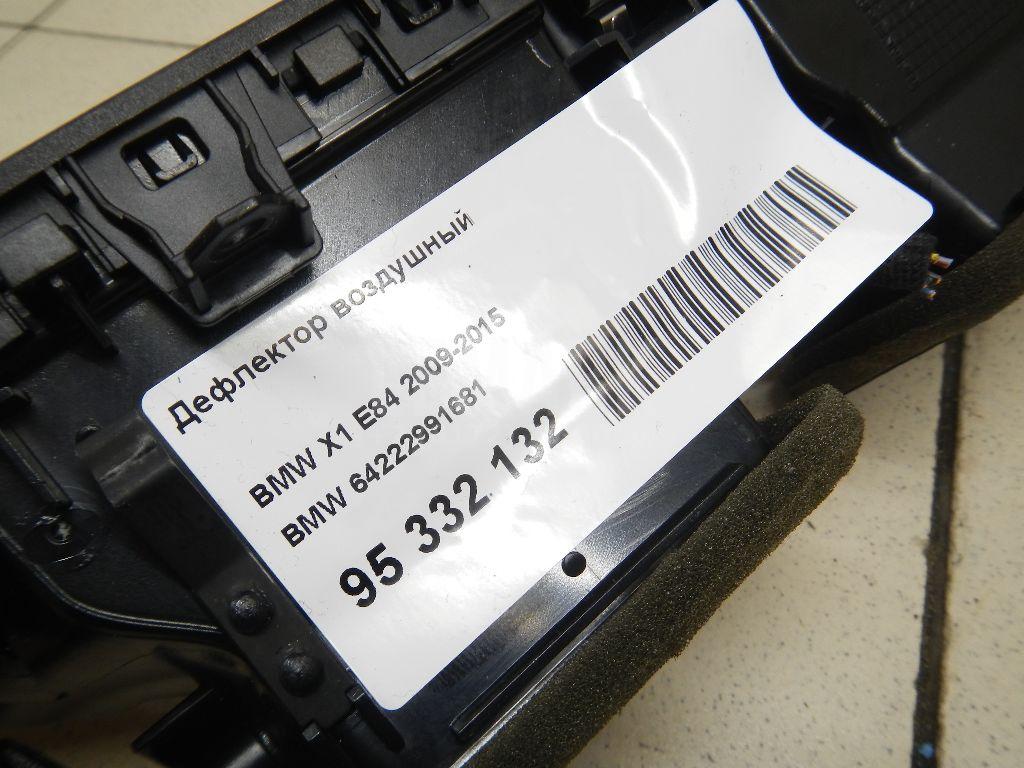 Дефлектор воздушный
BMW X1 E84 2009-2015
BMW 64222991681
95 332 132